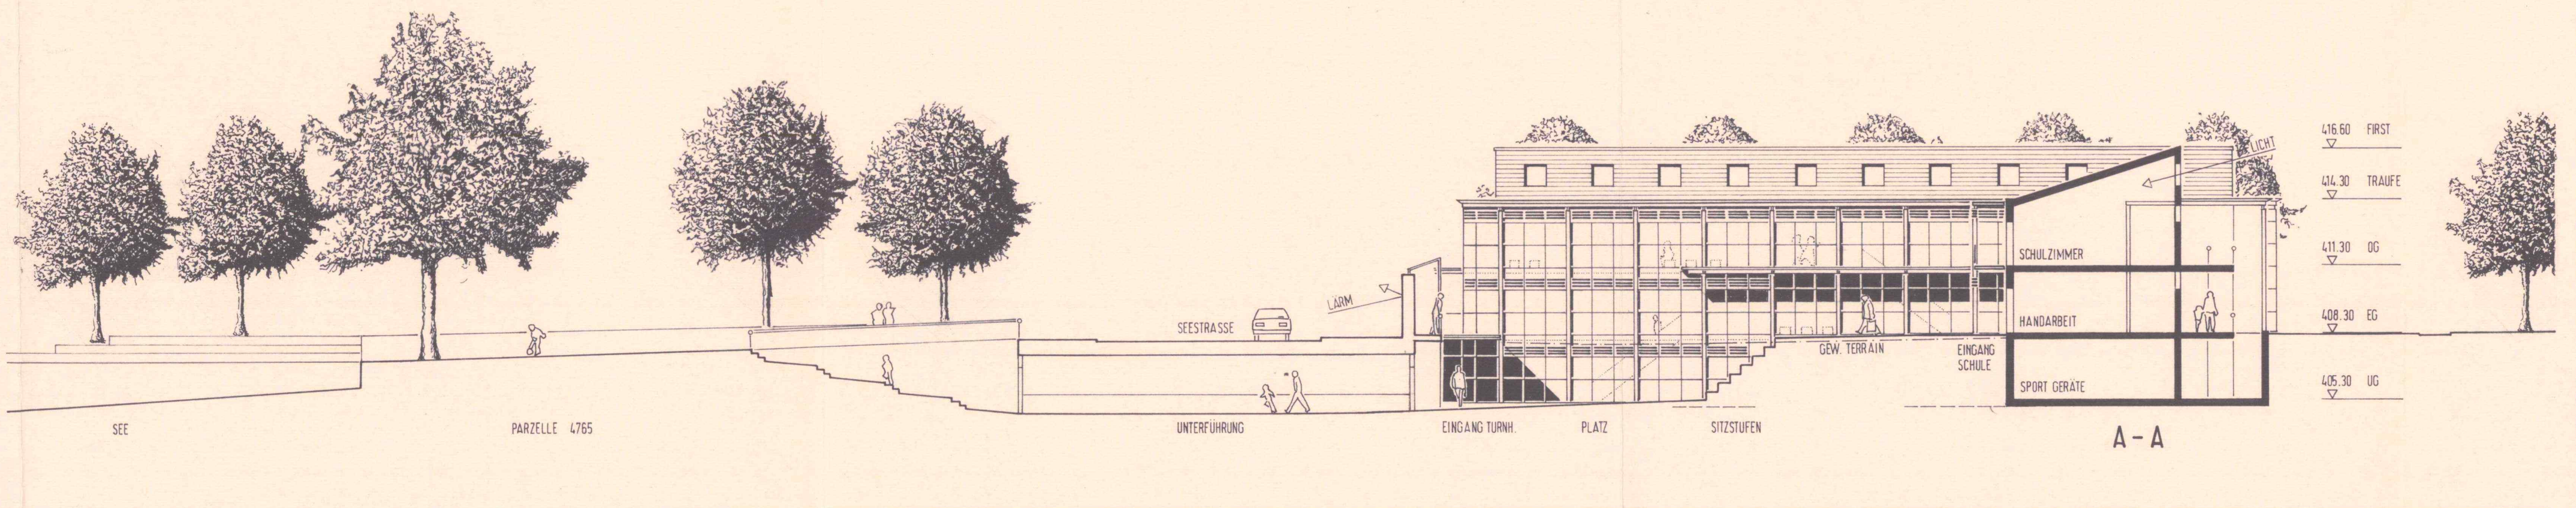 416.60 FIRST
LICHT
414.30 TRAUFE
411.30 OG
SCHULZIMMER
LÄRM
SEESTRASSE
408.30 EG
HANDARBEIT
GEW. TERRAIN
EINGANG
SCHULE
405.30 UG
SPORT GERÄTE
SEE
PARZELLE 4765
UNTERFÜHRUNG
EINGANG TURNH.
PLATZ
SITZSTUFEN
A - A